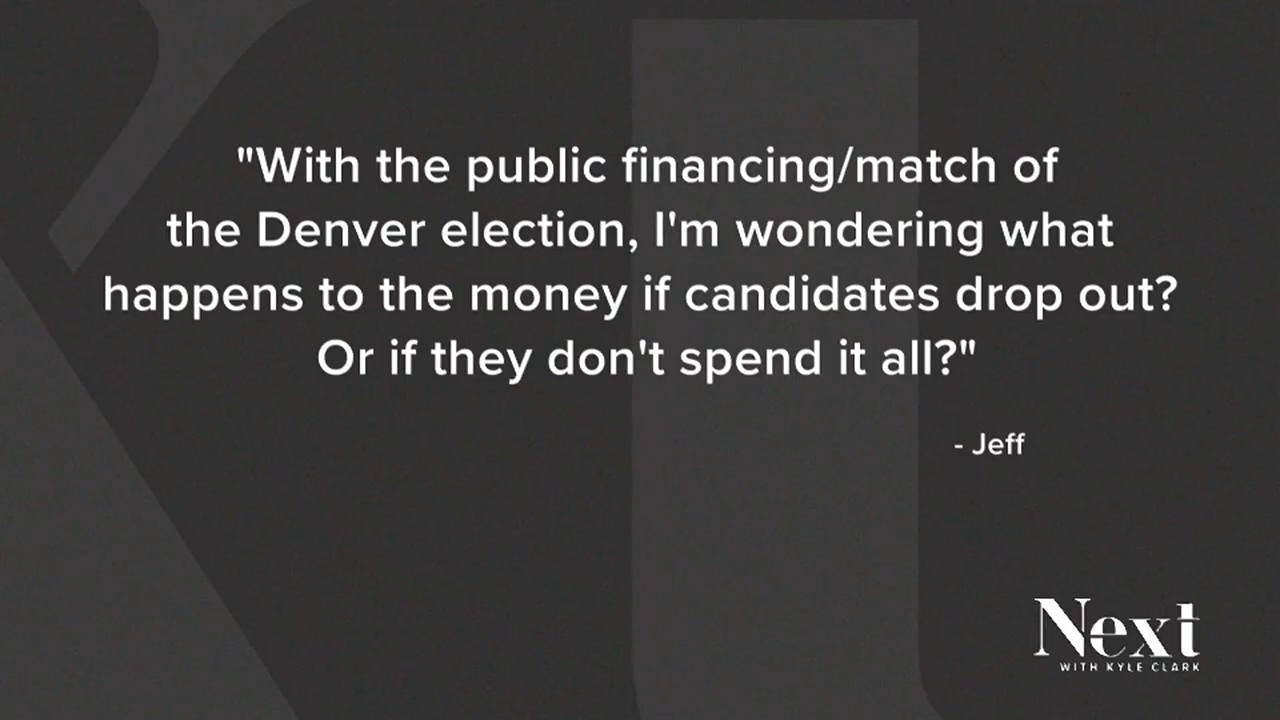 "With the public financing/match of
the Denver election, I'm wondering what
happens to the money if candidates drop out?
Or if they don't spend it all?"
- Jeff
Next
WITH KYLE CLARK